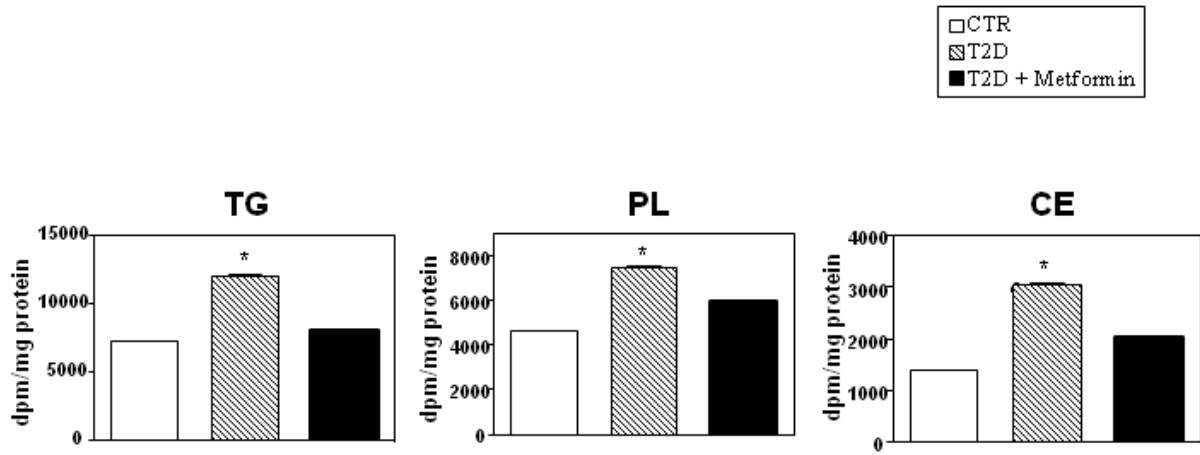 CTR
T2D
T2D + Metformin
TG
15000
10000
5000
0
dpm/mg protein
*
PL
8000
6000
4000
2000
0
dpm/mg protein
*
CE
4000
3000
2000
1000
0
dpm/mg protein
*